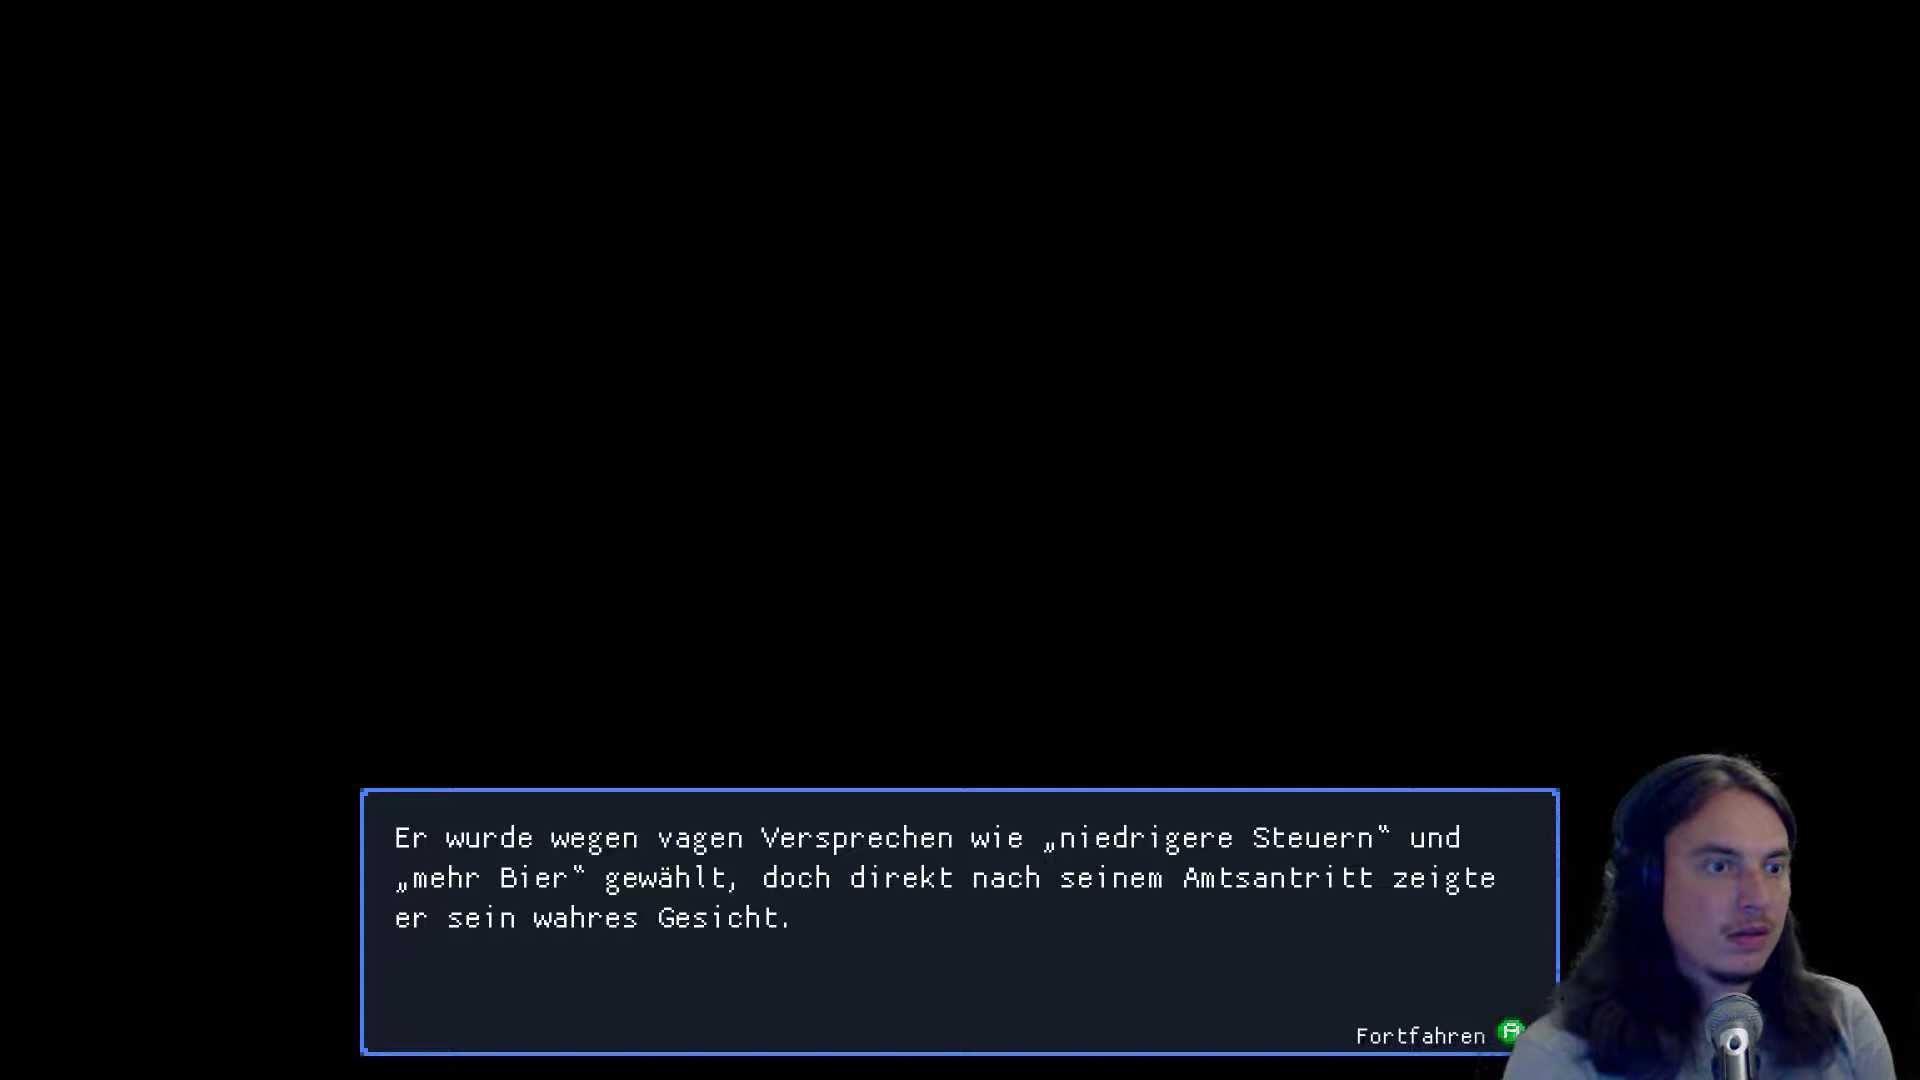 Er wurde wegen vagen Versprechen wie „niedrigere Steuern‟ und
„mehr Bier‟ gewählt, doch direkt nach seinem Amtsantritt zeigte
er sein wahres Gesicht.
Fortfahren A